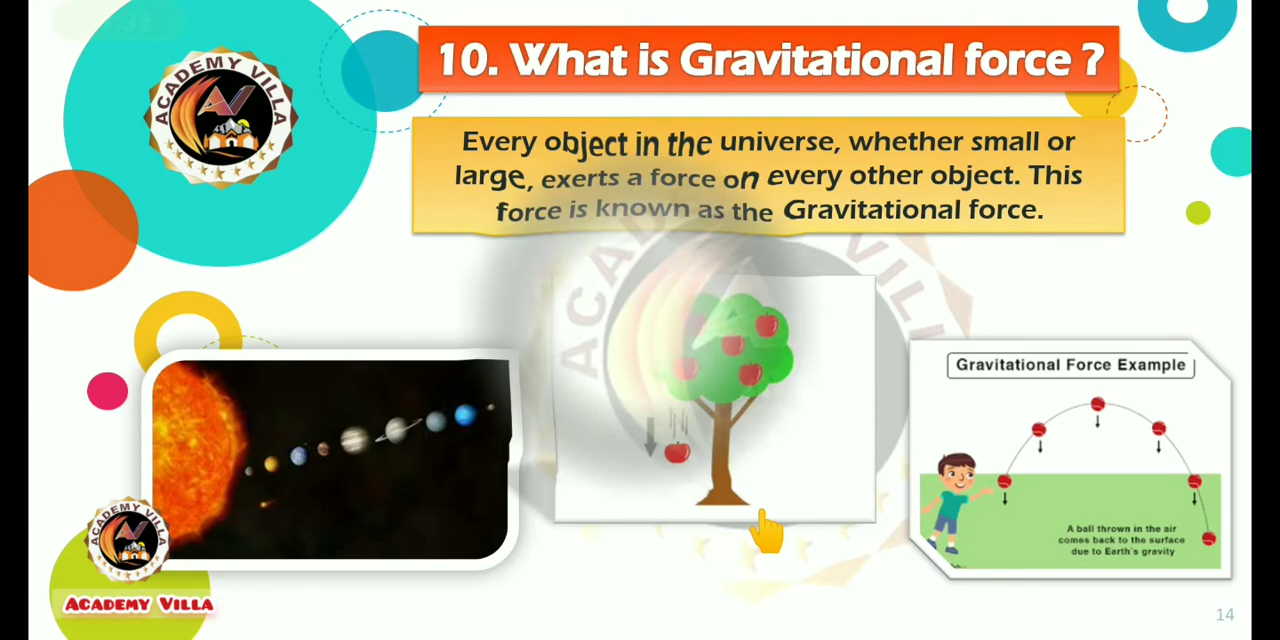 ACADEMY VILLA
10. What is Gravitational force ?
Every object in the universe, whether small or
large, exerts a force on every other object. This
force is known as the Gravitational force.
ACADEMY VILLA
Gravitational Force Example
A ball thrown in the air
comes back to the surface
due to Earth's gravity
ACADEMY VILLA
ACADEMY VILLA
14